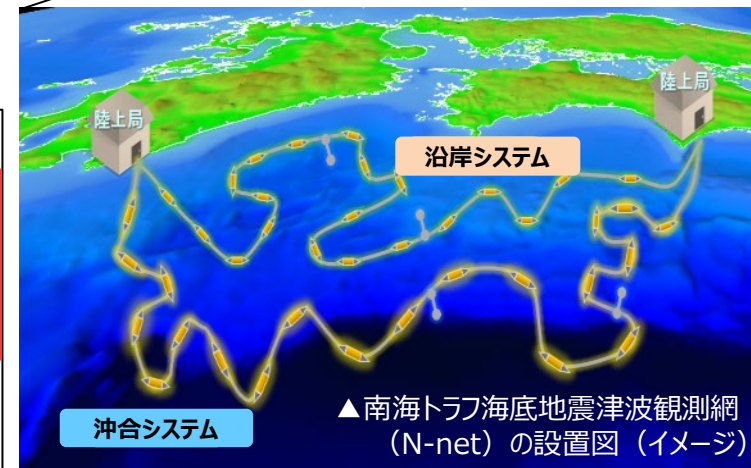 陸上局
陸上局
沿岸システム
沖合システム
▲南海トラフ海底地震津波観測網
（N-net）の設置図（イメージ）